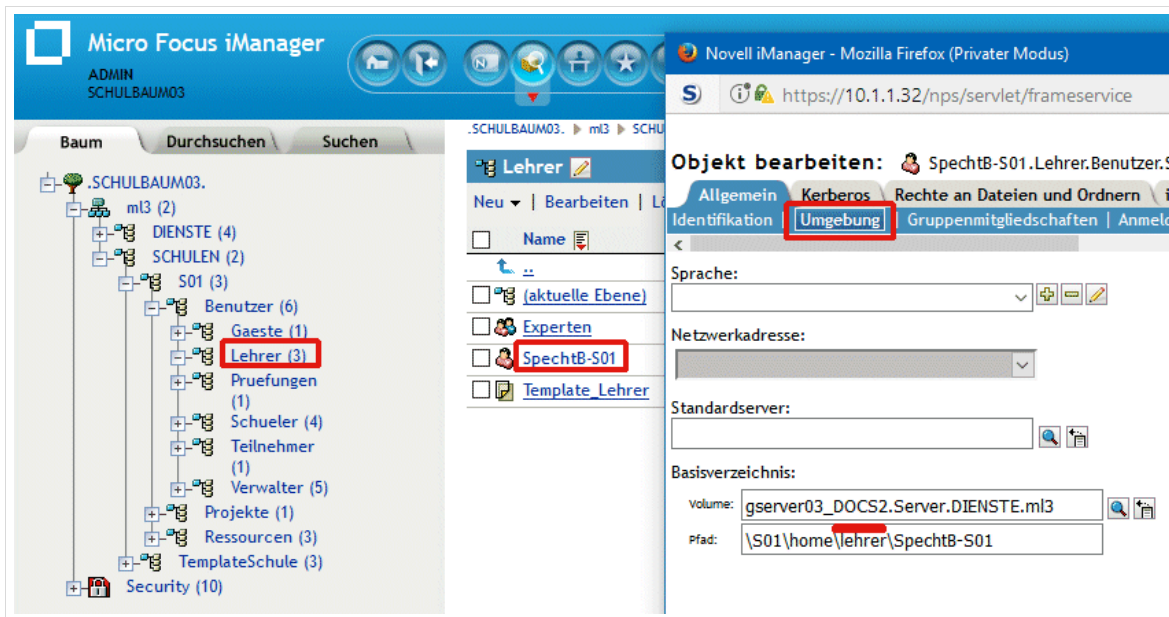 Micro Focus iManager
ADMIN
SCHULBAUM03
Baum Durchsuchen Suchen
.SCHULBAUM03.
ml3 (2)
DIENSTE (4)
SCHULEN (2)
S01 (3)
Benutzer (6)
Gaeste (1)
Lehrer (3)
Pruefungen
(1)
Schueler (4)
Teilnehmer
(1)
Verwalter (5)
Projekte (1)
Ressourcen (3)
TemplateSchule (3)
Security (10)
.SCHULBAUM03. ml3 SCHU
Lehrer
Neu | Bearbeiten | Lö
Name
..
(aktuelle Ebene)
Experten
SpechtB-S01
Template_Lehrer
Novell iManager - Mozilla Firefox (Privater Modus)
https://10.1.1.32/nps/servlet/frameservice
Objekt bearbeiten: SpechtB-S01.Lehrer.Benutzer.S
Allgemein Kerberos Rechte an Dateien und Ordnern i
Identifikation | Umgebung | Gruppenmitgliedschaften | Anmeld
Sprache:
Netzwerkadresse:
Standardserver:
Basisverzeichnis:
Volume: gserver03_DOCS2.Server.DIENSTE.ml3
Pfad: \S01\home\lehrer\SpechtB-S01